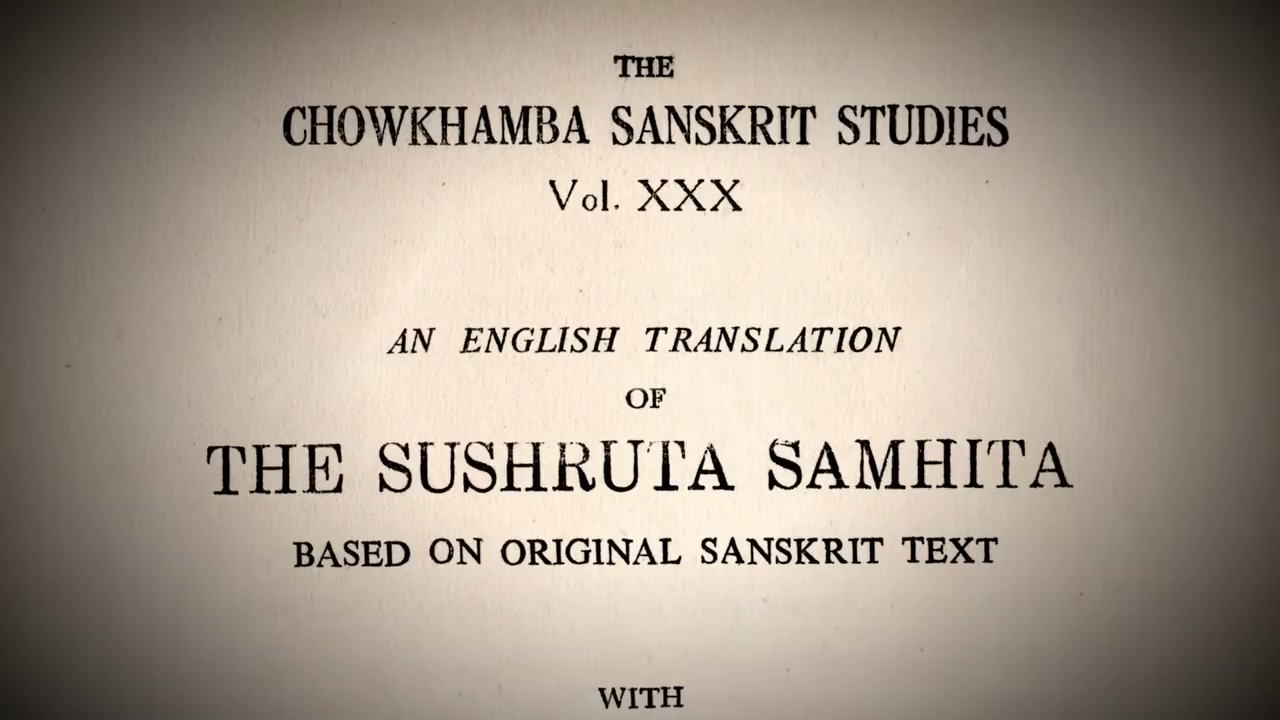 THE
CHOWKHAMBA SANSKRIT STUDIES
Vol. XXX
AN ENGLISH TRANSLATION
OF
THE SUSHRUTA SAMHITA
BASED ON ORIGINAL SANSKRIT TEXT
WITH